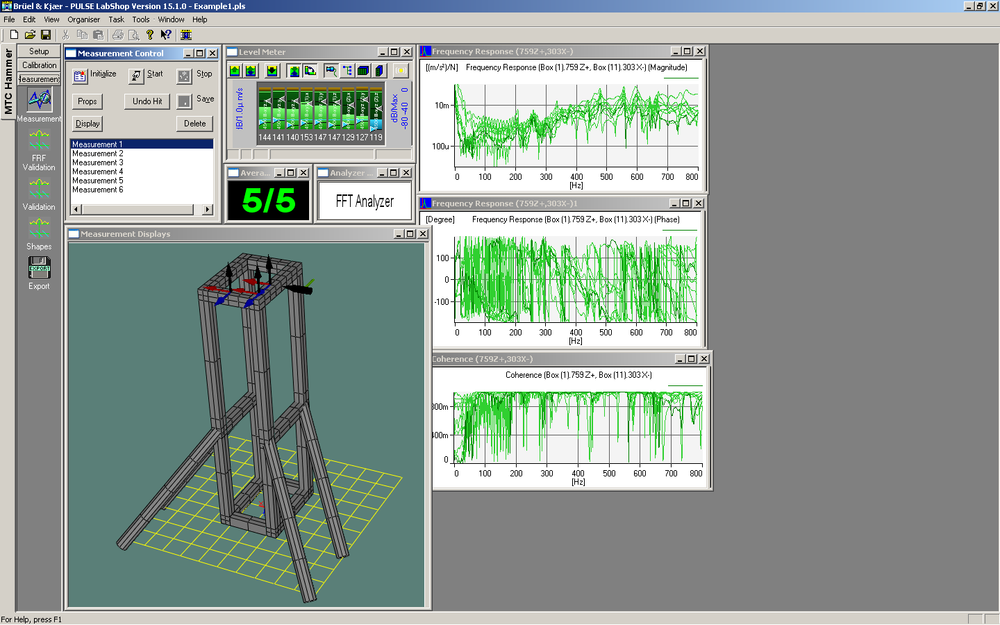 Brüel & Kjær - PULSE LabShop Version 15.1.0 - Example1.pls
File Edit View Organiser Task Tools Window Help
MTC Hammer
Setup
Calibration
Measurement
FRF
Validation
Validation
Shapes
EXPORT
Export
Measurement Control
Initialize Start Stop
Props Undo Hit Save
Display Delete
Measurement 1
Measurement 2
Measurement 3
Measurement 4
Measurement 5
Measurement 6
Level Meter
dB/1.0µ m/s
dB/Max
-80 -40 0
144 141 140 153 147 147 129 127 119
Avera...
5/5
Analyzer ...
FFT Analyzer
Measurement Displays
Frequency Response (759Z+,303X-)
[(m/s²)/N] Frequency Response (Box (1).759 Z+, Box (11).303 X-) (Magnitude)
10m
100u
0 100 200 300 400 500 600 700 800
[Hz]
Frequency Response (759Z+,303X-)1
[Degree] Frequency Response (Box (1).759 Z+, Box (11).303 X-) (Phase)
100
0
-100
0 100 200 300 400 500 600 700 800
[Hz]
Coherence (759Z+,303X-)
Coherence (Box (1).759 Z+, Box (11).303 X-)
800m
400m
0
0 100 200 300 400 500 600 700 800
[Hz]
For Help, press F1